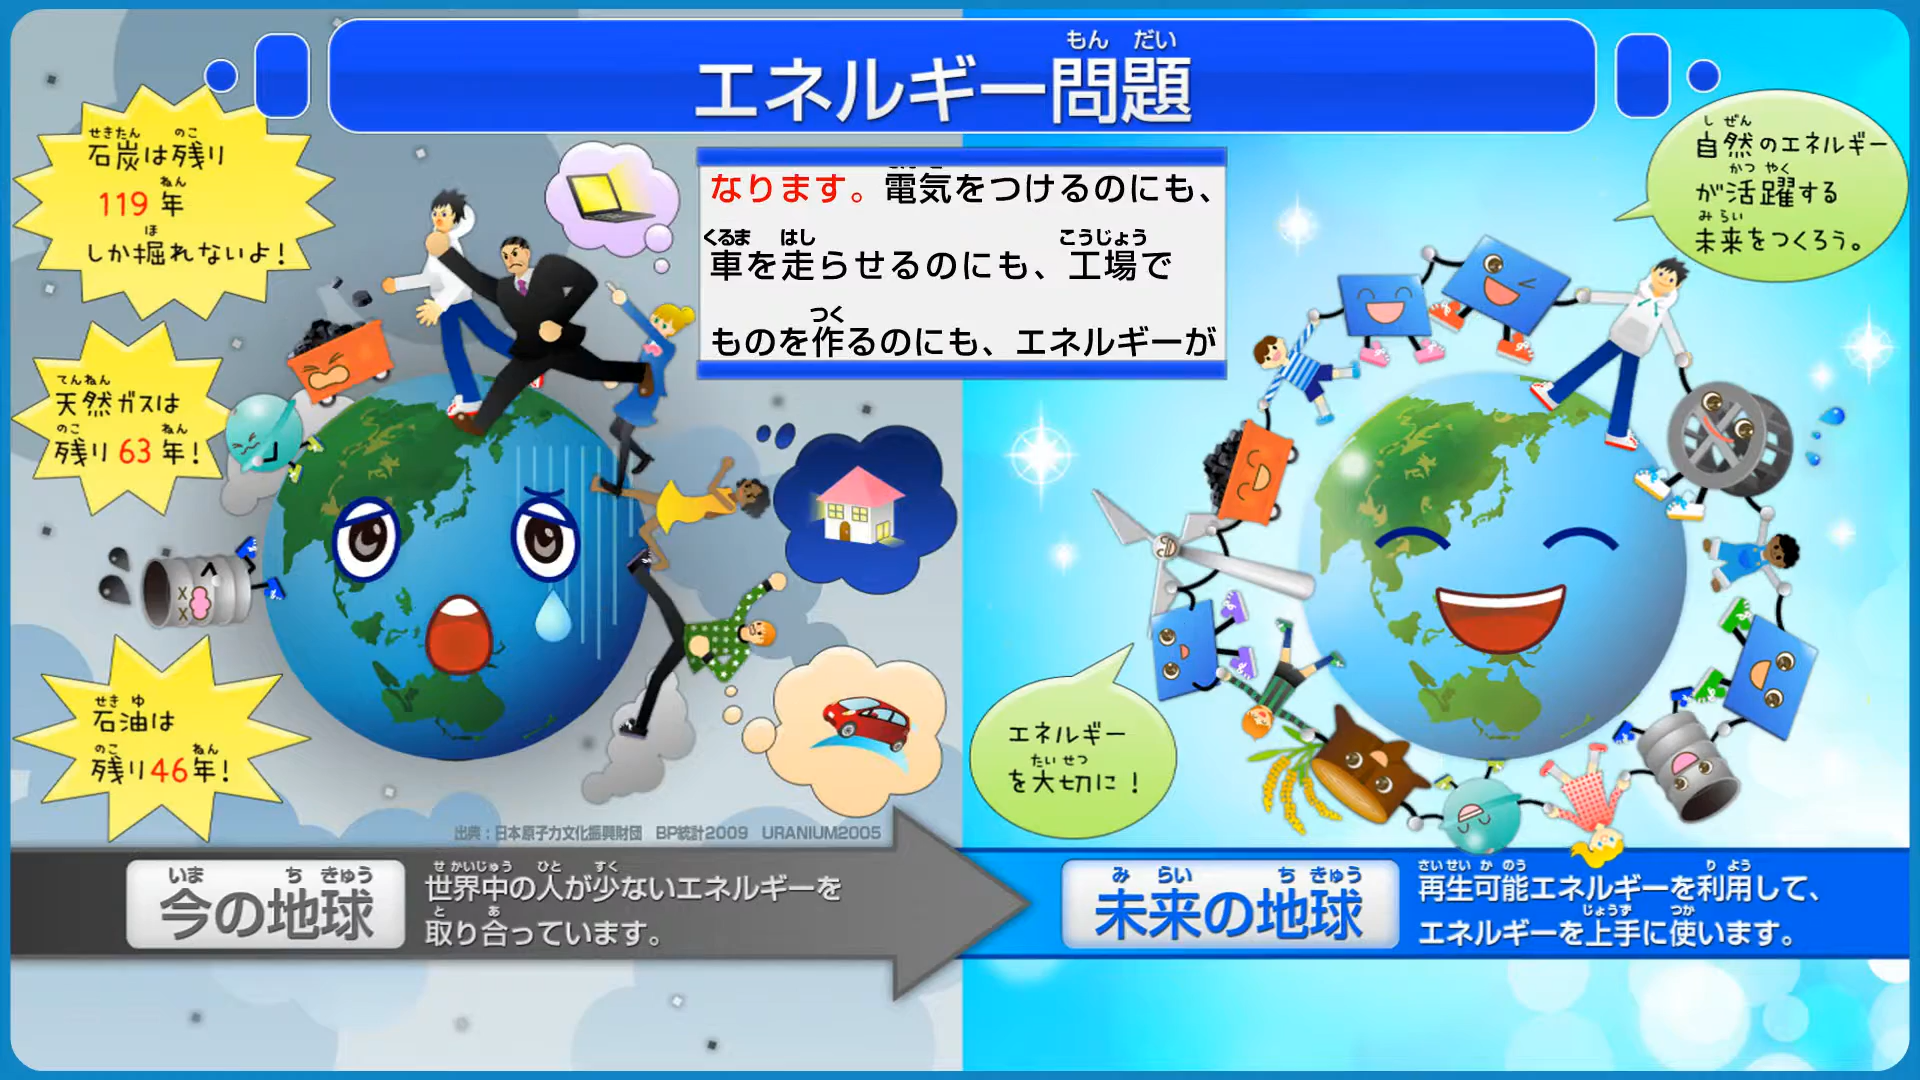 エネルギー問題
石炭は残り
119 年
しか掘れないよ！
天然ガスは
残り 63 年！
石油は
残り46年！
なります。電気をつけるのにも、
車を走らせるのにも、工場で
ものを作るのにも、エネルギーが
自然のエネルギー
が活躍する
未来をつくろう。
エネルギー
を大切に！
出典：日本原子力文化振興財団　BP統計2009　URANIUM2005
今の地球
世界中の人が少ないエネルギーを
取り合っています。
未来の地球
再生可能エネルギーを利用して、
エネルギーを上手に使います。